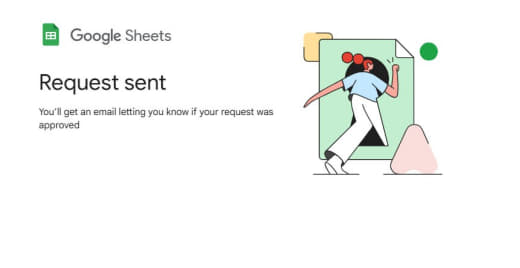 Google Sheets
Request sent
You'll get an email letting you know if your request was
approved